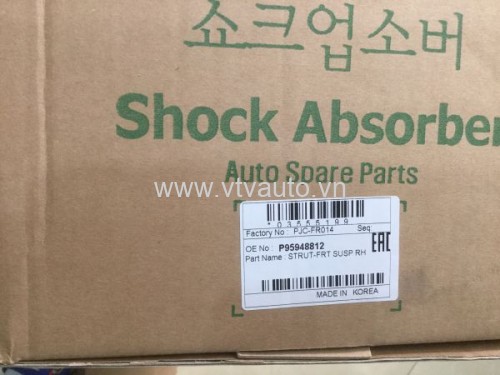 쇼크업소버
Shock Absorber
Auto Spare Parts
www.vtvauto.vn
*03555199
Factory No : PJC-FR014 Seq:
OE No : P95948812
Part Name : STRUT-FRT SUSP RH
EAC
MADE IN KOREA